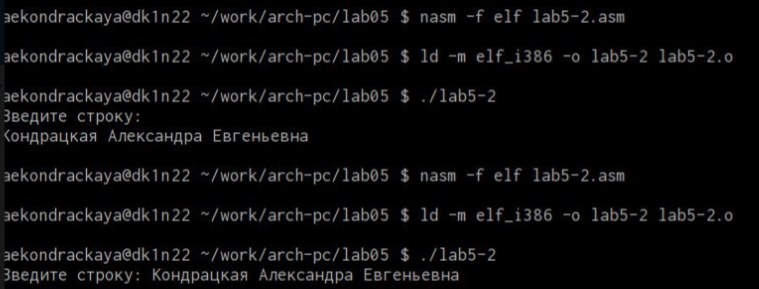 aekondrackaya@dk1n22 ~/work/arch-pc/lab05 $ nasm -f elf lab5-2.asm
aekondrackaya@dk1n22 ~/work/arch-pc/lab05 $ ld -m elf_i386 -o lab5-2 lab5-2.o
aekondrackaya@dk1n22 ~/work/arch-pc/lab05 $ ./lab5-2
Введите строку:
Кондрацкая Александра Евгеньевна
aekondrackaya@dk1n22 ~/work/arch-pc/lab05 $ nasm -f elf lab5-2.asm
aekondrackaya@dk1n22 ~/work/arch-pc/lab05 $ ld -m elf_i386 -o lab5-2 lab5-2.o
aekondrackaya@dk1n22 ~/work/arch-pc/lab05 $ ./lab5-2
Введите строку: Кондрацкая Александра Евгеньевна